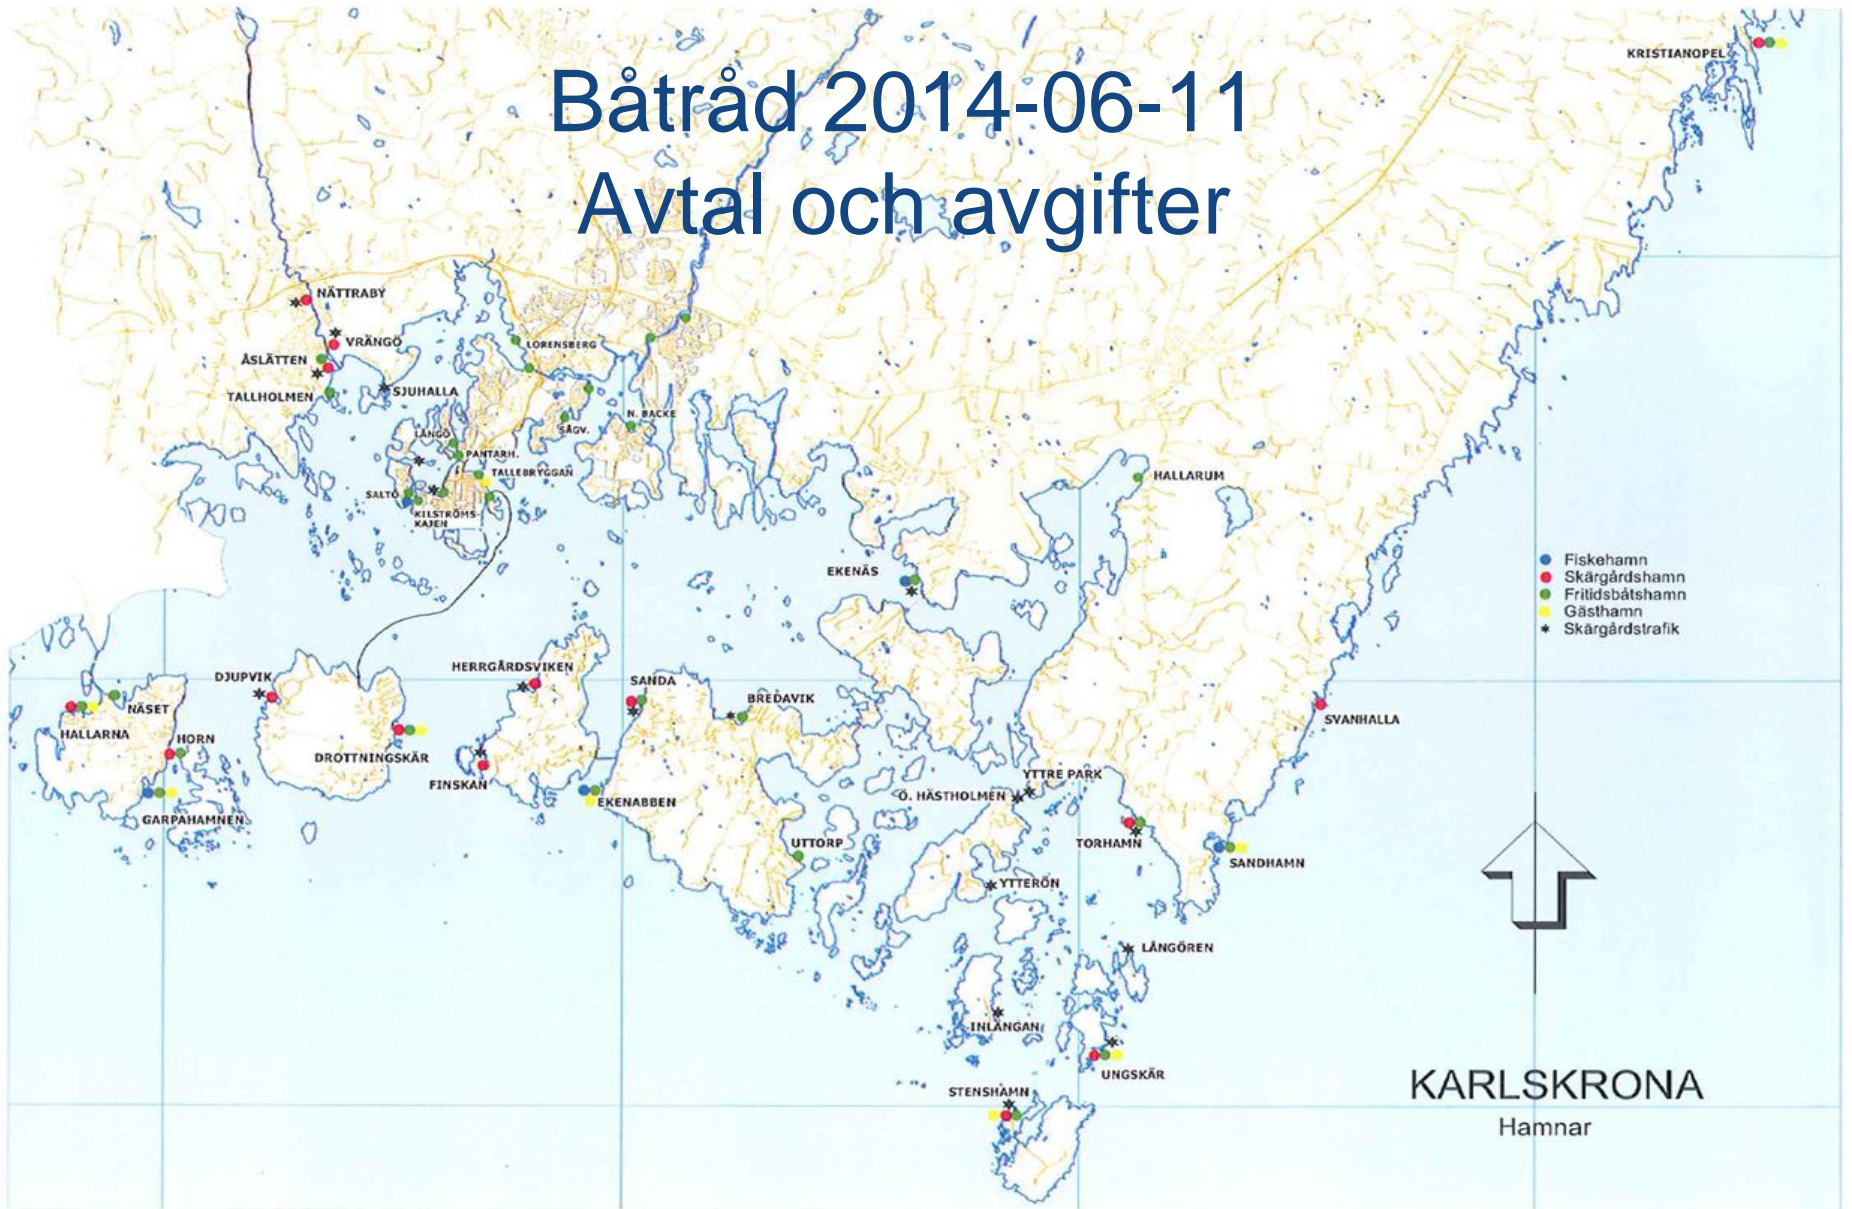 Båtråd 2014-06-11
Avtal och avgifter
KRISTIANOPEL
NÄTTRABY
VRÄNGÖ
ÅSLÄTTEN
TALLHOLMEN
SJUHALLA
LORENSBERG
N. BACKE
SÅGV.
LÅNGÖ
PANTARH.
TALLEBRYGGAN
SALTÖ
KILSTRÖMS-
KAJEN
HALLARUM
EKENÄS
Fiskehamn
Skärgårdshamn
Fritidsbåtshamn
Gästhamn
Skärgårdstrafik
DJUPVIK
HERRGÅRDSVIKEN
SANDA
BREDAVIK
NÄSET
HALLARNA
HORN
DROTTNINGSKÄR
FINSKAN
SVANHALLA
GARPAHAMNEN
EKENABBEN
YTTRE PARK
Ö. HÄSTHOLMEN
UTTORP
TORHAMN
SANDHAMN
YTTERÖN
LÅNGÖREN
INLÄNGAN
UNGSKÄR
STENSHAMN
KARLSKRONA
Hamnar